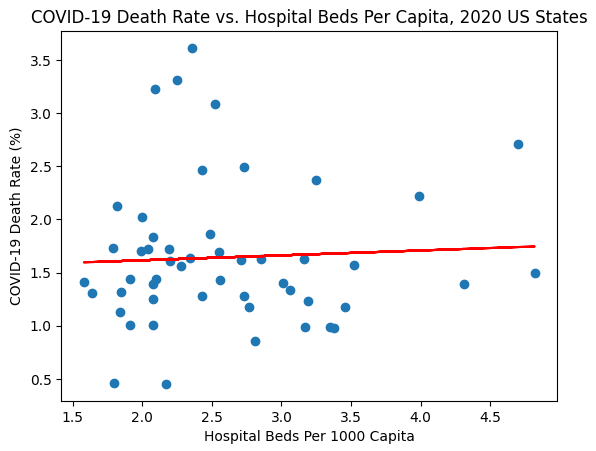 COVID-19 Death Rate vs. Hospital Beds Per Capita, 2020 US States
COVID-19 Death Rate (%)
3.5
3.0
2.5
2.0
1.5
1.0
0.5
1.5 2.0 2.5 3.0 3.5 4.0 4.5
Hospital Beds Per 1000 Capita